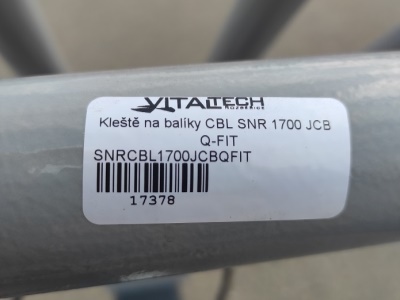 VITALTECH
Kleště na balíky CBL SNR 1700 JCB
Q-FIT
SNRCBL1700JCBQFIT
17378